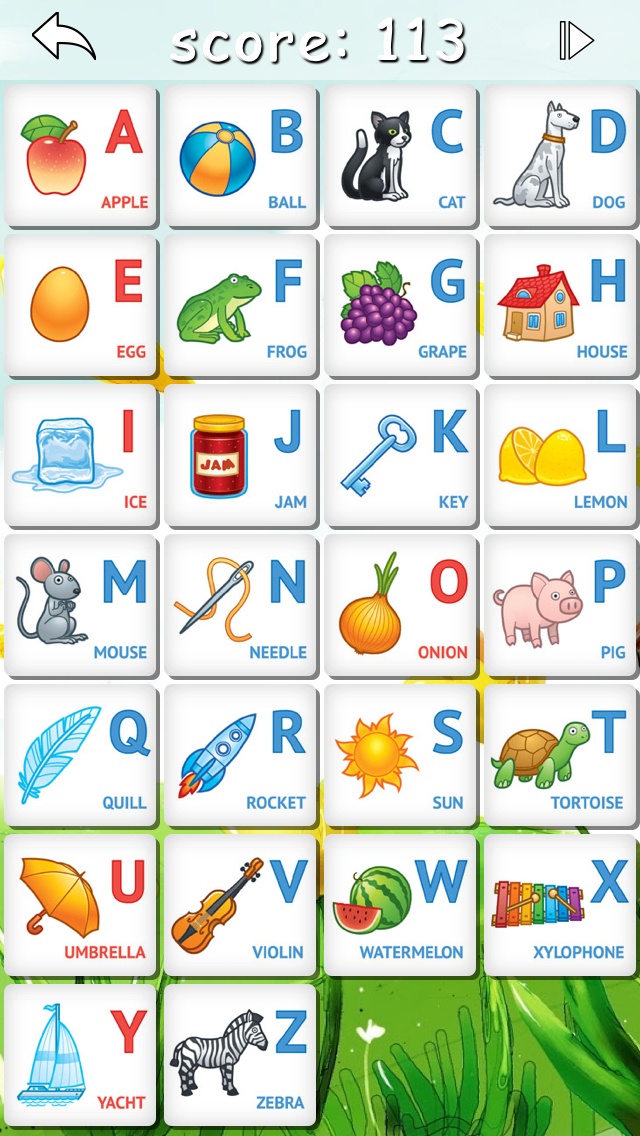 score: 113
A
APPLE
B
BALL
C
CAT
D
DOG
E
EGG
F
FROG
G
GRAPE
H
HOUSE
I
ICE
J
JAM
JAM
K
KEY
L
LEMON
M
MOUSE
N
NEEDLE
O
ONION
P
PIG
Q
QUILL
R
ROCKET
S
SUN
T
TORTOISE
U
UMBRELLA
V
VIOLIN
W
WATERMELON
X
XYLOPHONE
Y
YACHT
Z
ZEBRA